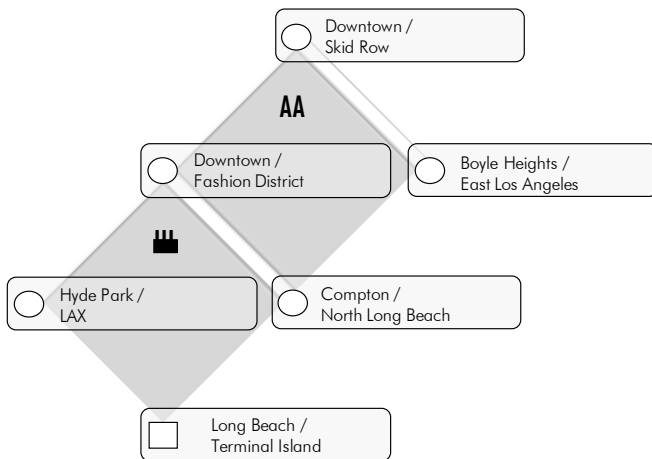 Downtown /
Skid Row
AA
Downtown /
Fashion District
Boyle Heights /
East Los Angeles
Hyde Park /
LAX
Compton /
North Long Beach
Long Beach /
Terminal Island